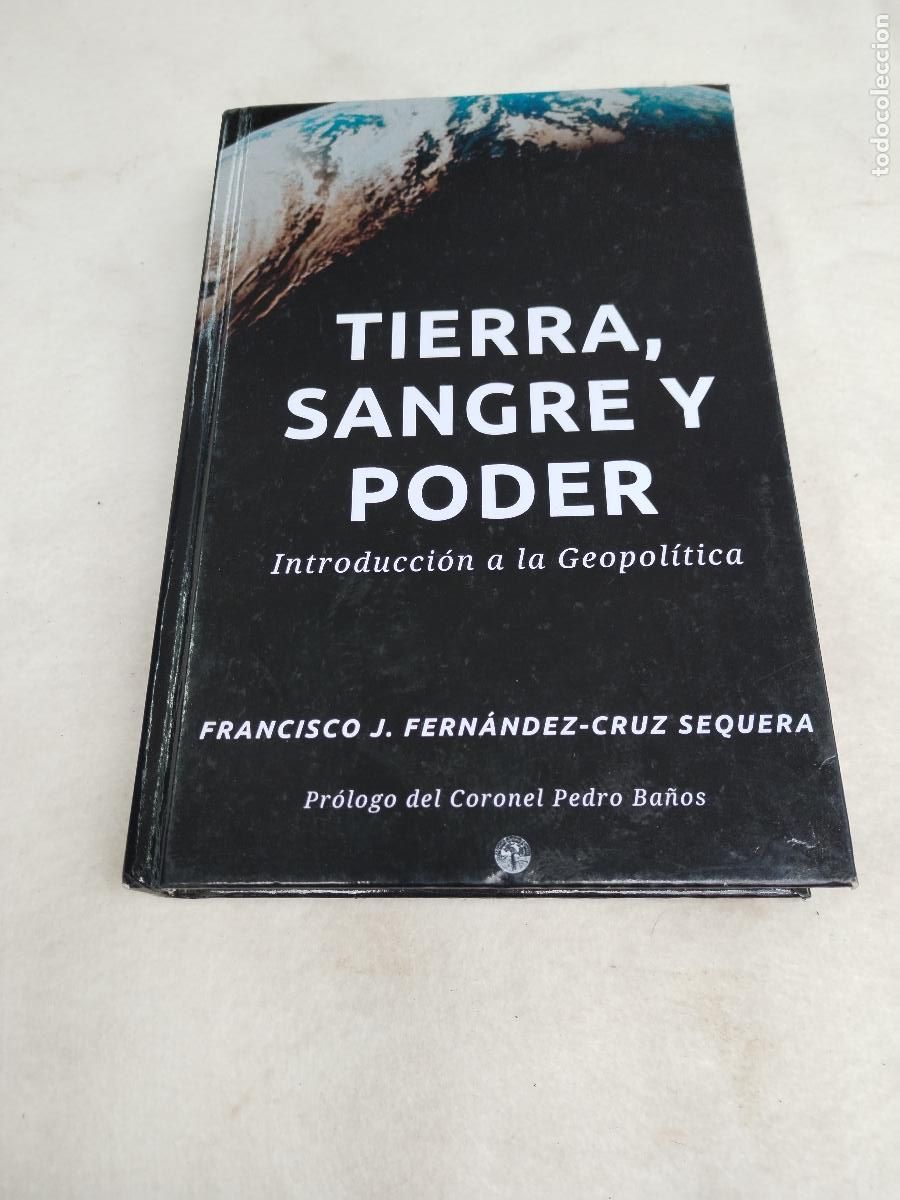 TIERRA,
SANGRE Y
PODER
Introducción a la Geopolítica
FRANCISCO J. FERNÁNDEZ-CRUZ SEQUERA
Prólogo del Coronel Pedro Baños
todocoleccion